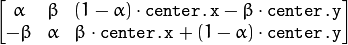 [ α β (1 − α) · center.x − β · center.y ]
[ −β α β · center.x + (1 − α) · center.y ]